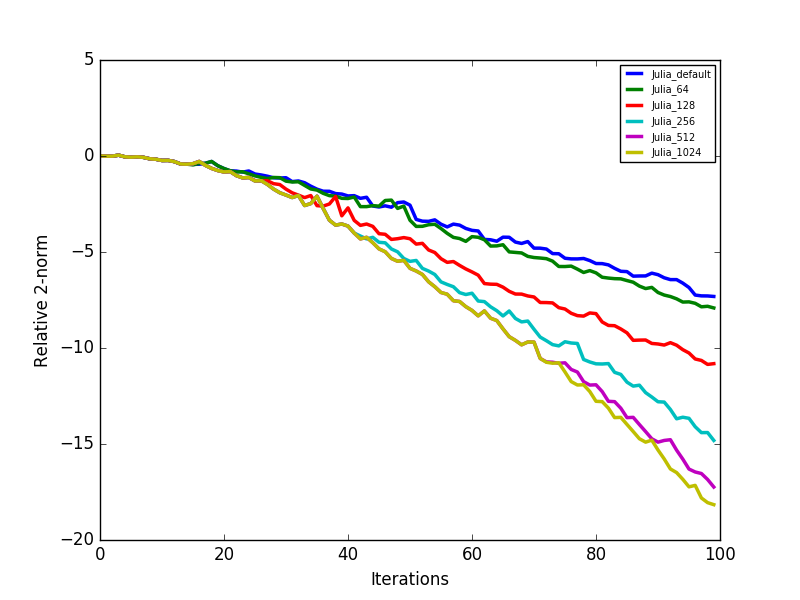 5
0
−5
−10
−15
−20
0 20 40 60 80 100
Relative 2-norm
Iterations
Julia_default
Julia_64
Julia_128
Julia_256
Julia_512
Julia_1024